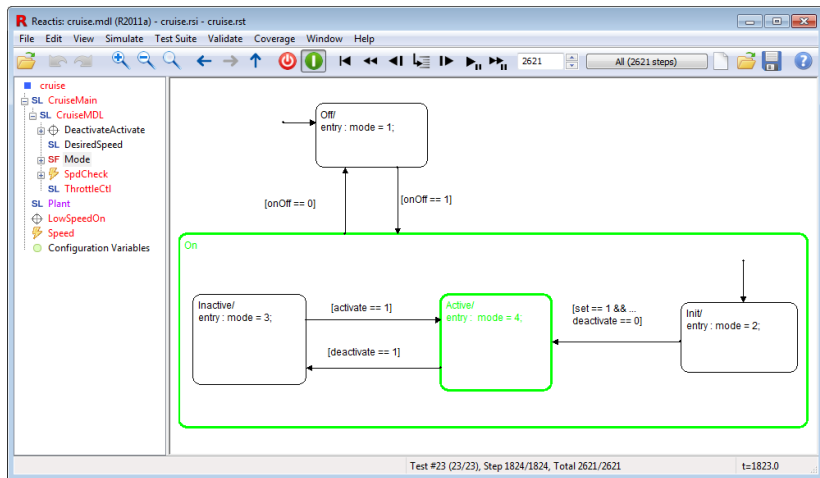 Reactis: cruise.mdl (R2011a) - cruise.rsi - cruise.rst
File Edit View Simulate Test Suite Validate Coverage Window Help
2621
All (2621 steps)
cruise
SL CruiseMain
SL CruiseMDL
DeactivateActivate
SL DesiredSpeed
SF Mode
SpdCheck
SL ThrottleCtl
SL Plant
LowSpeedOn
Speed
Configuration Variables
Off/
entry : mode = 1;
[onOff == 0]
[onOff == 1]
On
Inactive/
entry : mode = 3;
[activate == 1]
[deactivate == 1]
Active/
entry : mode = 4;
[set == 1 && ...
deactivate == 0]
Init/
entry : mode = 2;
Test #23 (23/23), Step 1824/1824, Total 2621/2621
t=1823.0